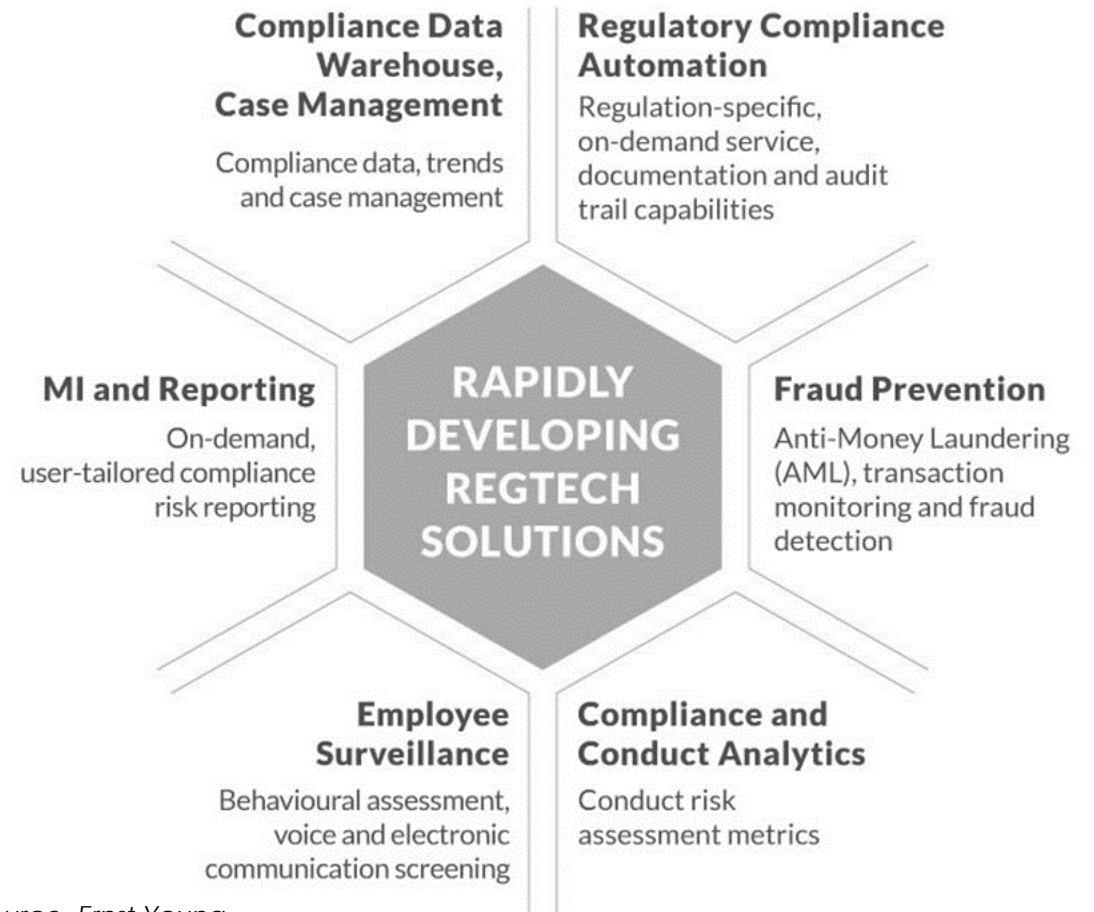 Compliance Data
Warehouse,
Case Management
Compliance data, trends
and case management
Regulatory Compliance
Automation
Regulation-specific,
on-demand service,
documentation and audit
trail capabilities
MI and Reporting
On-demand,
user-tailored compliance
risk reporting
RAPIDLY
DEVELOPING
REGTECH
SOLUTIONS
Fraud Prevention
Anti-Money Laundering
(AML), transaction
monitoring and fraud
detection
Employee
Surveillance
Behavioural assessment,
voice and electronic
communication screening
Compliance and
Conduct Analytics
Conduct risk
assessment metrics
Ernst Young